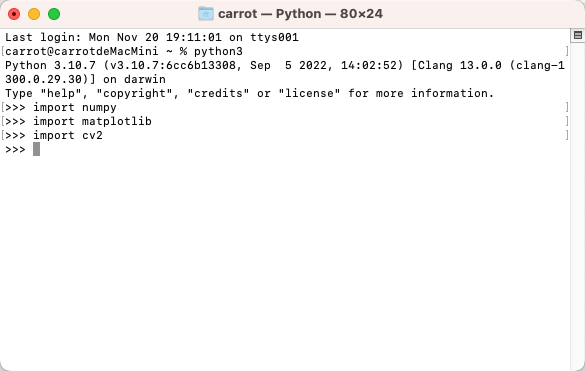 carrot — Python — 80×24
Last login: Mon Nov 20 19:11:01 on ttys001
[carrot@carrotdeMacMini ~ % python3 ]
Python 3.10.7 (v3.10.7:6cc6b13308, Sep  5 2022, 14:02:52) [Clang 13.0.0 (clang-1
300.0.29.30)] on darwin
Type "help", "copyright", "credits" or "license" for more information.
[>>> import numpy ]
[>>> import matplotlib ]
[>>> import cv2 ]
>>>